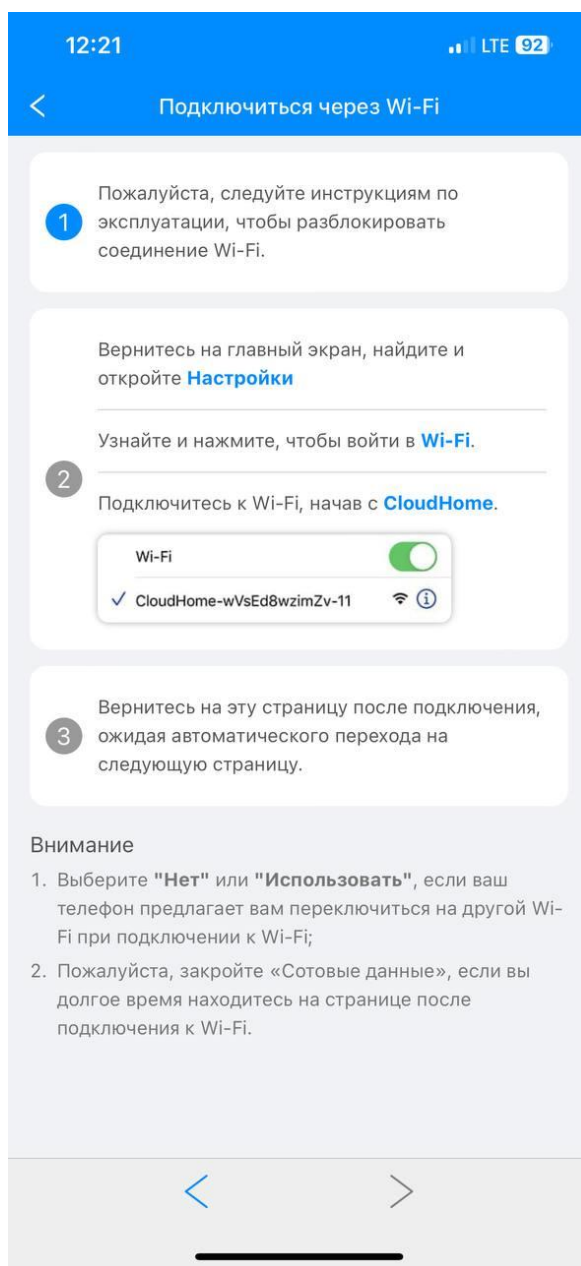 12:21
LTE 92
Подключиться через Wi-Fi
Пожалуйста, следуйте инструкциям по
1
эксплуатации, чтобы разблокировать
соединение Wi-Fi.
Вернитесь на главный экран, найдите и
откройте Настройки
Узнайте и нажмите, чтобы войти в Wi-Fi.
2
Подключитесь к Wi-Fi, начав с CloudHome.
Wi-Fi
CloudHome-wVsEd8wzimZv-11
Вернитесь на эту страницу после подключения,
3
ожидая автоматического перехода на
следующую страницу.
Внимание
1. Выберите "Нет" или "Использовать", если ваш
телефон предлагает вам переключиться на другой Wi-
Fi при подключении к Wi-Fi;
2. Пожалуйста, закройте «Сотовые данные», если вы
долгое время находитесь на странице после
подключения к Wi-Fi.